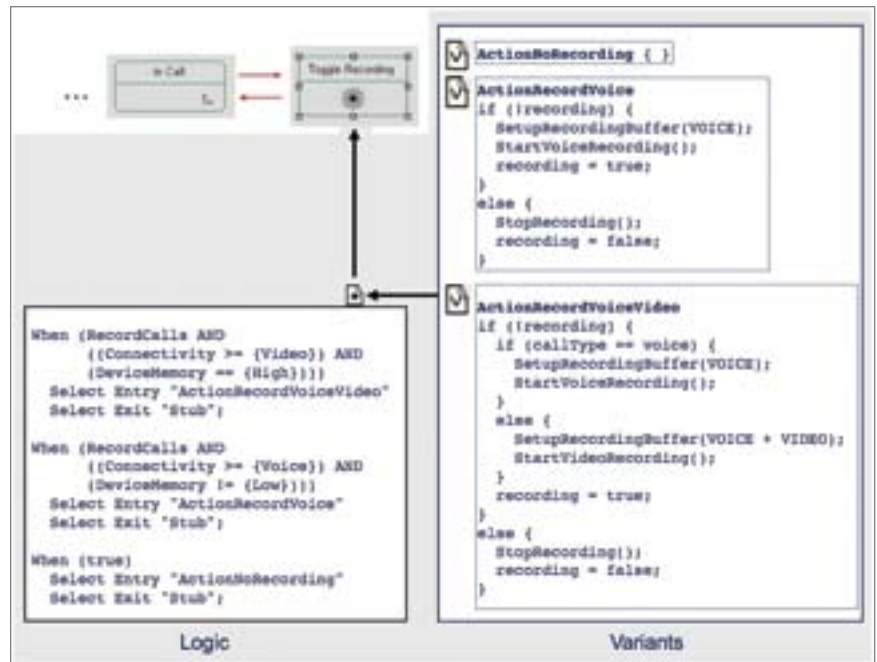 In Call
Toggle Recording
...
ActionNoRecording { }
ActionRecordVoice
if (!recording) {
SetupRecordingBuffer(VOICE);
StartVoiceRecording();
recording = true;
}
else {
StopRecording();
recording = false;
}
ActionRecordVoiceVideo
if (!recording) {
if (callType == voice) {
SetupRecordingBuffer(VOICE);
StartVoiceRecording();
}
else {
SetupRecordingBuffer(VOICE + VIDEO);
StartVideoRecording();
}
recording = true;
}
else {
StopRecording();
recording = false;
}
When (RecordCalls AND
((Connectivity >= {Video}) AND
(DeviceMemory == {High})))
Select Entry "ActionRecordVoiceVideo"
Select Exit "Stub";
When (RecordCalls AND
((Connectivity >= {Voice}) AND
(DeviceMemory != {Low})))
Select Entry "ActionRecordVoice"
Select Exit "Stub";
When (true)
Select Entry "ActionNoRecording"
Select Exit "Stub";
Logic
Variants